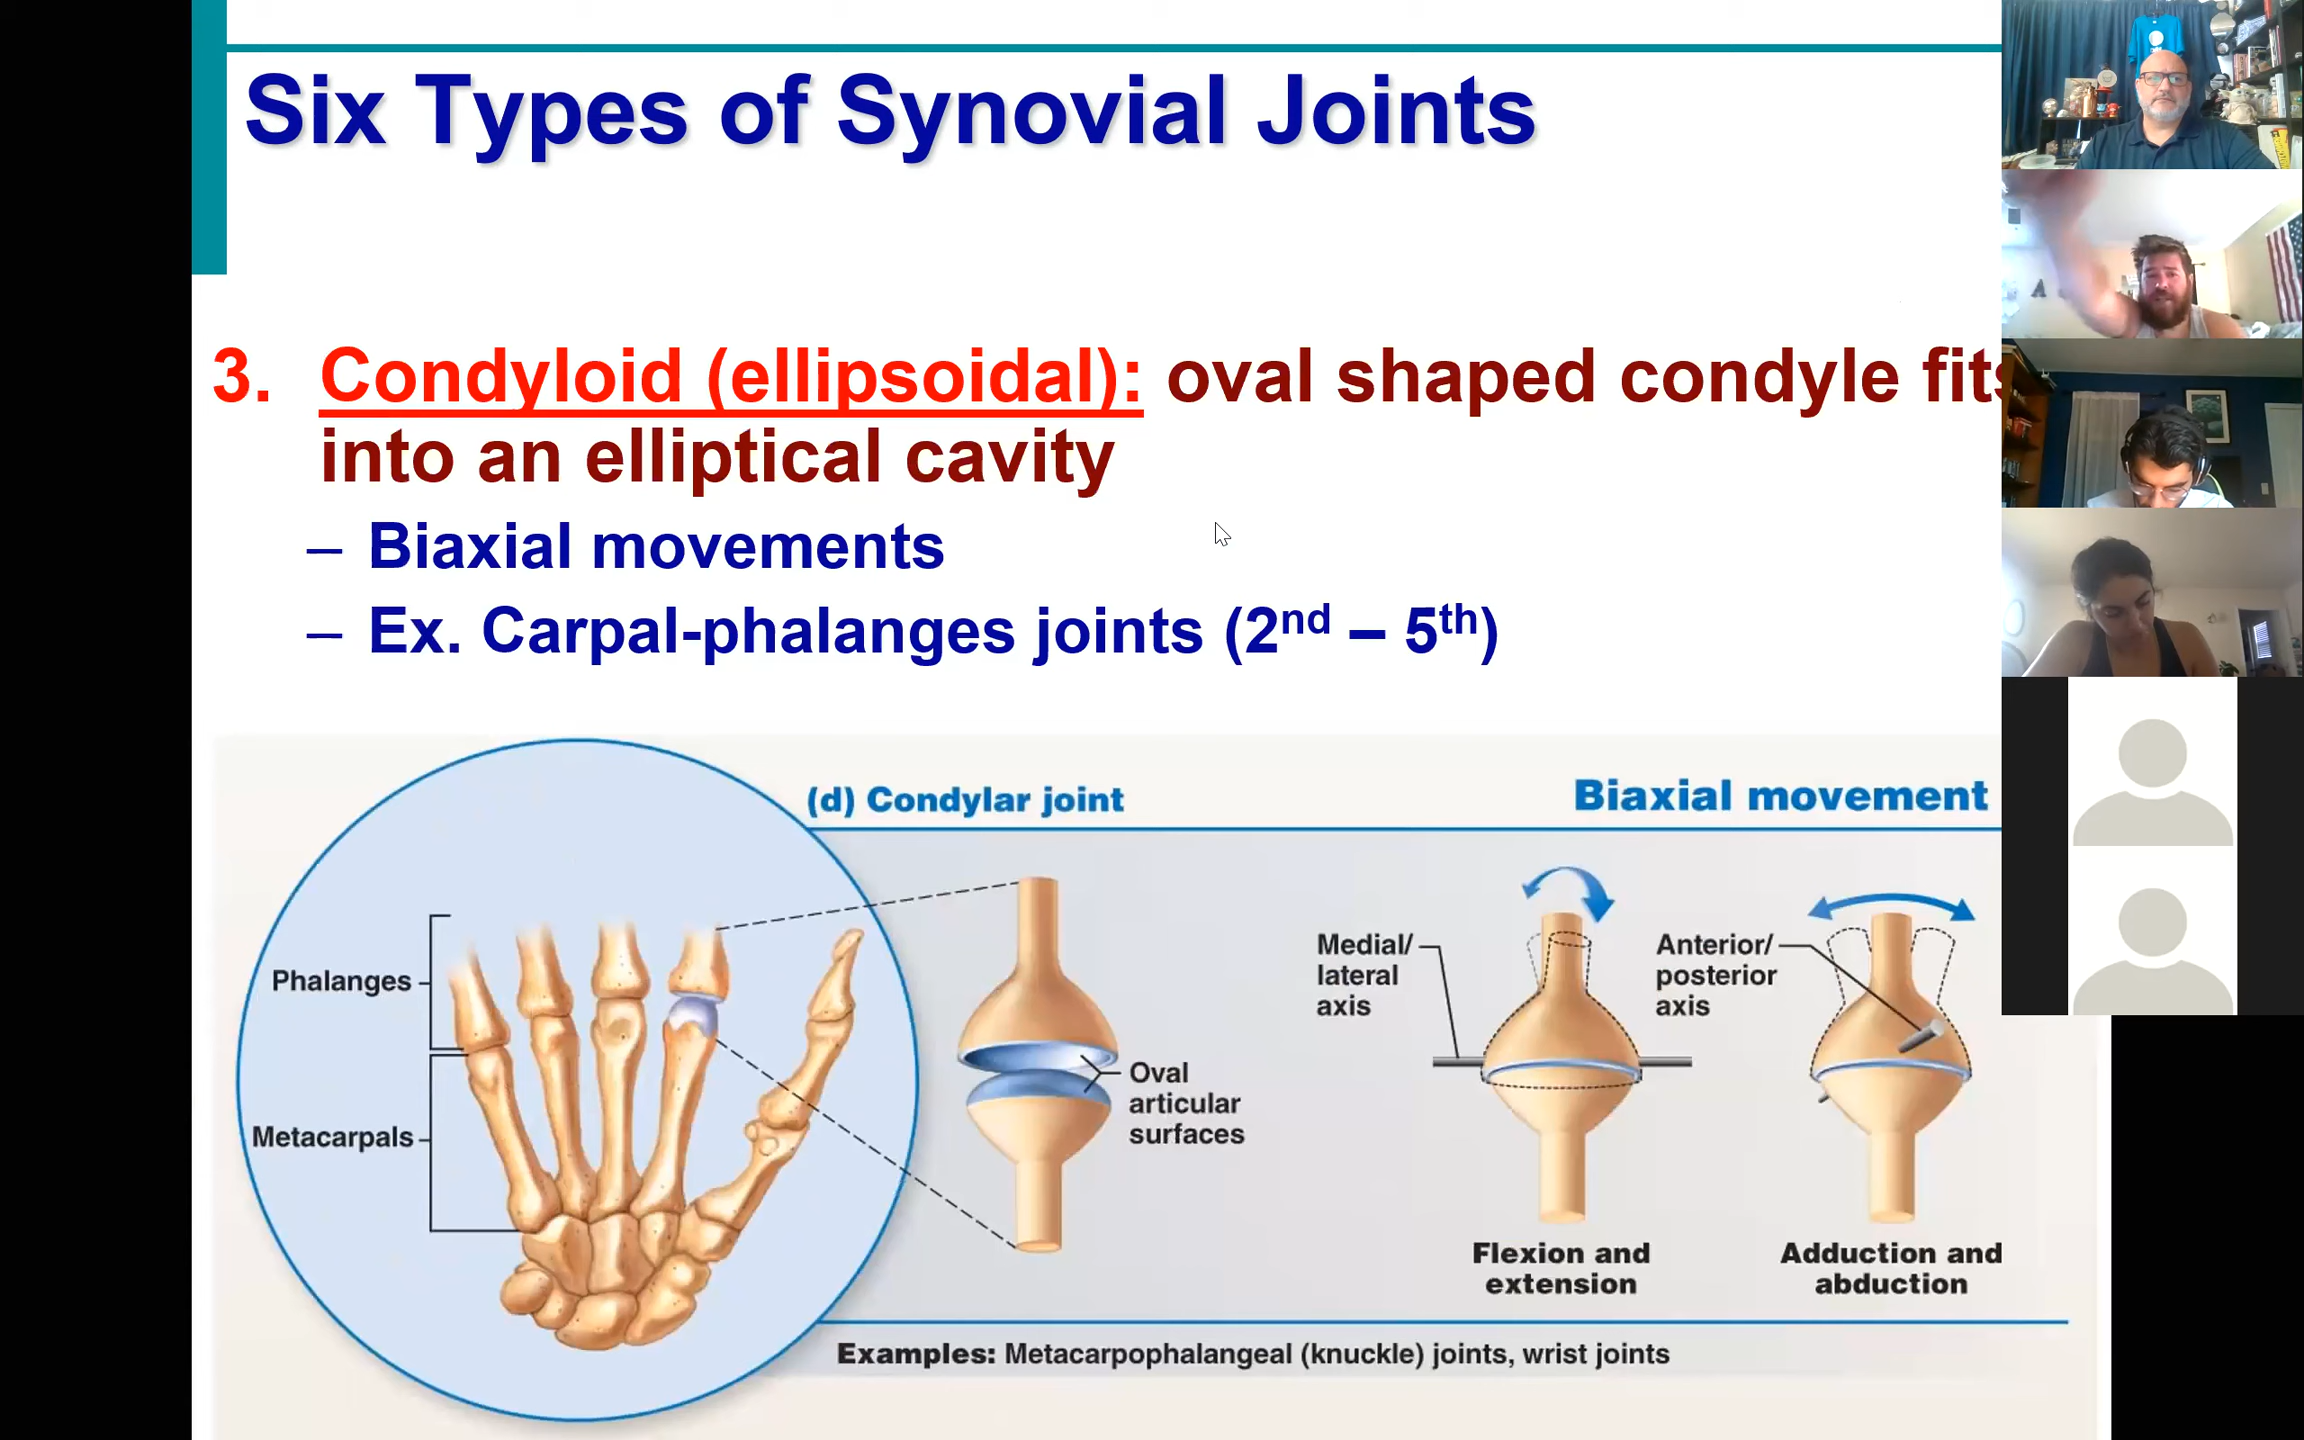 Six Types of Synovial Joints
3. Condyloid (ellipsoidal): oval shaped condyle fits
into an elliptical cavity
– Biaxial movements
– Ex. Carpal-phalanges joints (2nd – 5th)
(d) Condylar joint
Biaxial movement
Phalanges
Metacarpals
Oval
articular
surfaces
Medial/
lateral
axis
Anterior/
posterior
axis
Flexion and
extension
Adduction and
abduction
Examples: Metacarpophalangeal (knuckle) joints, wrist joints